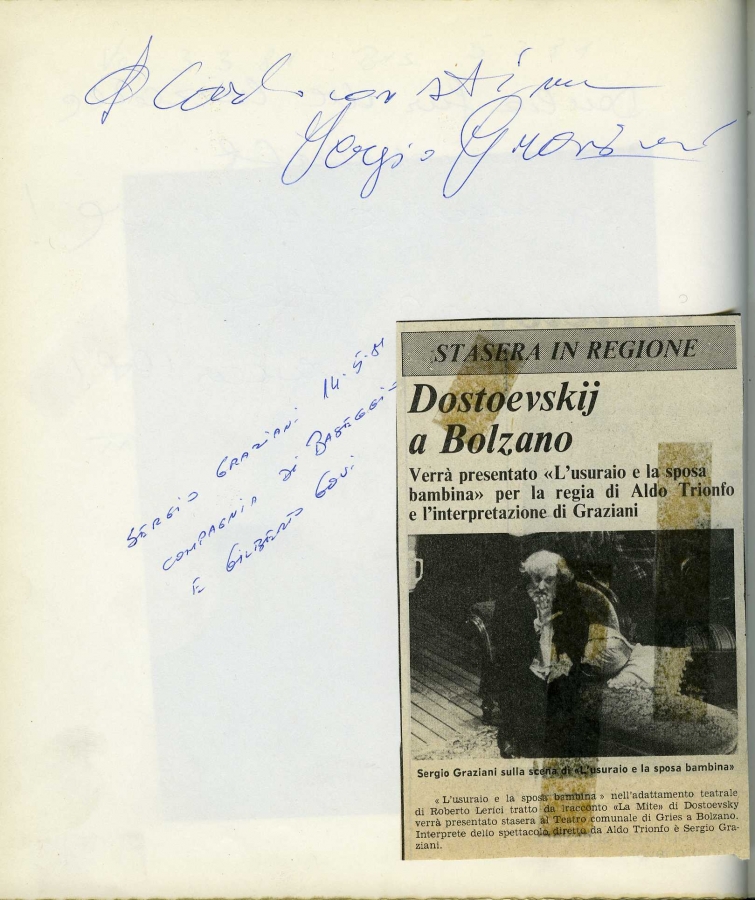 A Carlo con stima
Sergio Graziani
SERGIO GRAZIANI 14-5-81
COMPAGNIA DI BASEGGIO
E GILBERTO GOVI
STASERA IN REGIONE
Dostoevskij
a Bolzano
Verrà presentato «L'usuraio e la sposa
bambina» per la regia di Aldo Trionfo
e l'interpretazione di Graziani
Sergio Graziani sulla scena di «L'usuraio e la sposa bambina»
«L'usuraio e la sposa bambina» nell'adattamento teatrale
di Roberto Lerici tratto da racconto «La Mite» di Dostoevsky
verrà presentato stasera al Teatro comunale di Gries a Bolzano.
Interprete dello spettacolo diretto da Aldo Trionfo è Sergio Gra-
ziani.